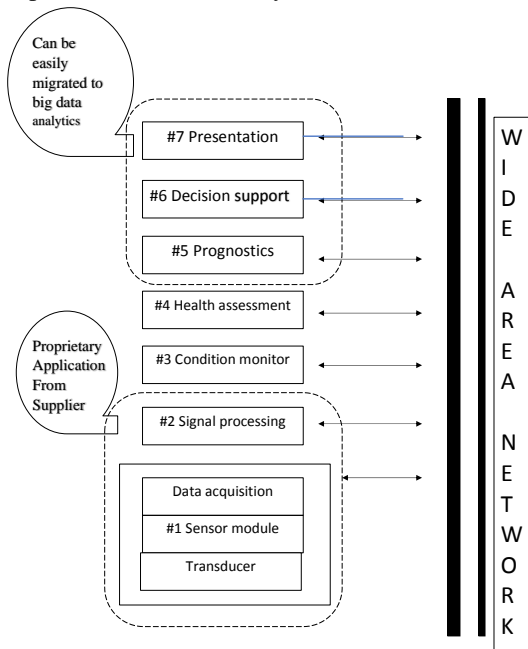 Can be
easily
migrated to
big data
analytics
#7 Presentation
#6 Decision support
#5 Prognostics
#4 Health assessment
Proprietary
Application
From
Supplier
#3 Condition monitor
#2 Signal processing
Data acquisition
#1 Sensor module
Transducer
W
I
D
E
A
R
E
A
N
E
T
W
O
R
K